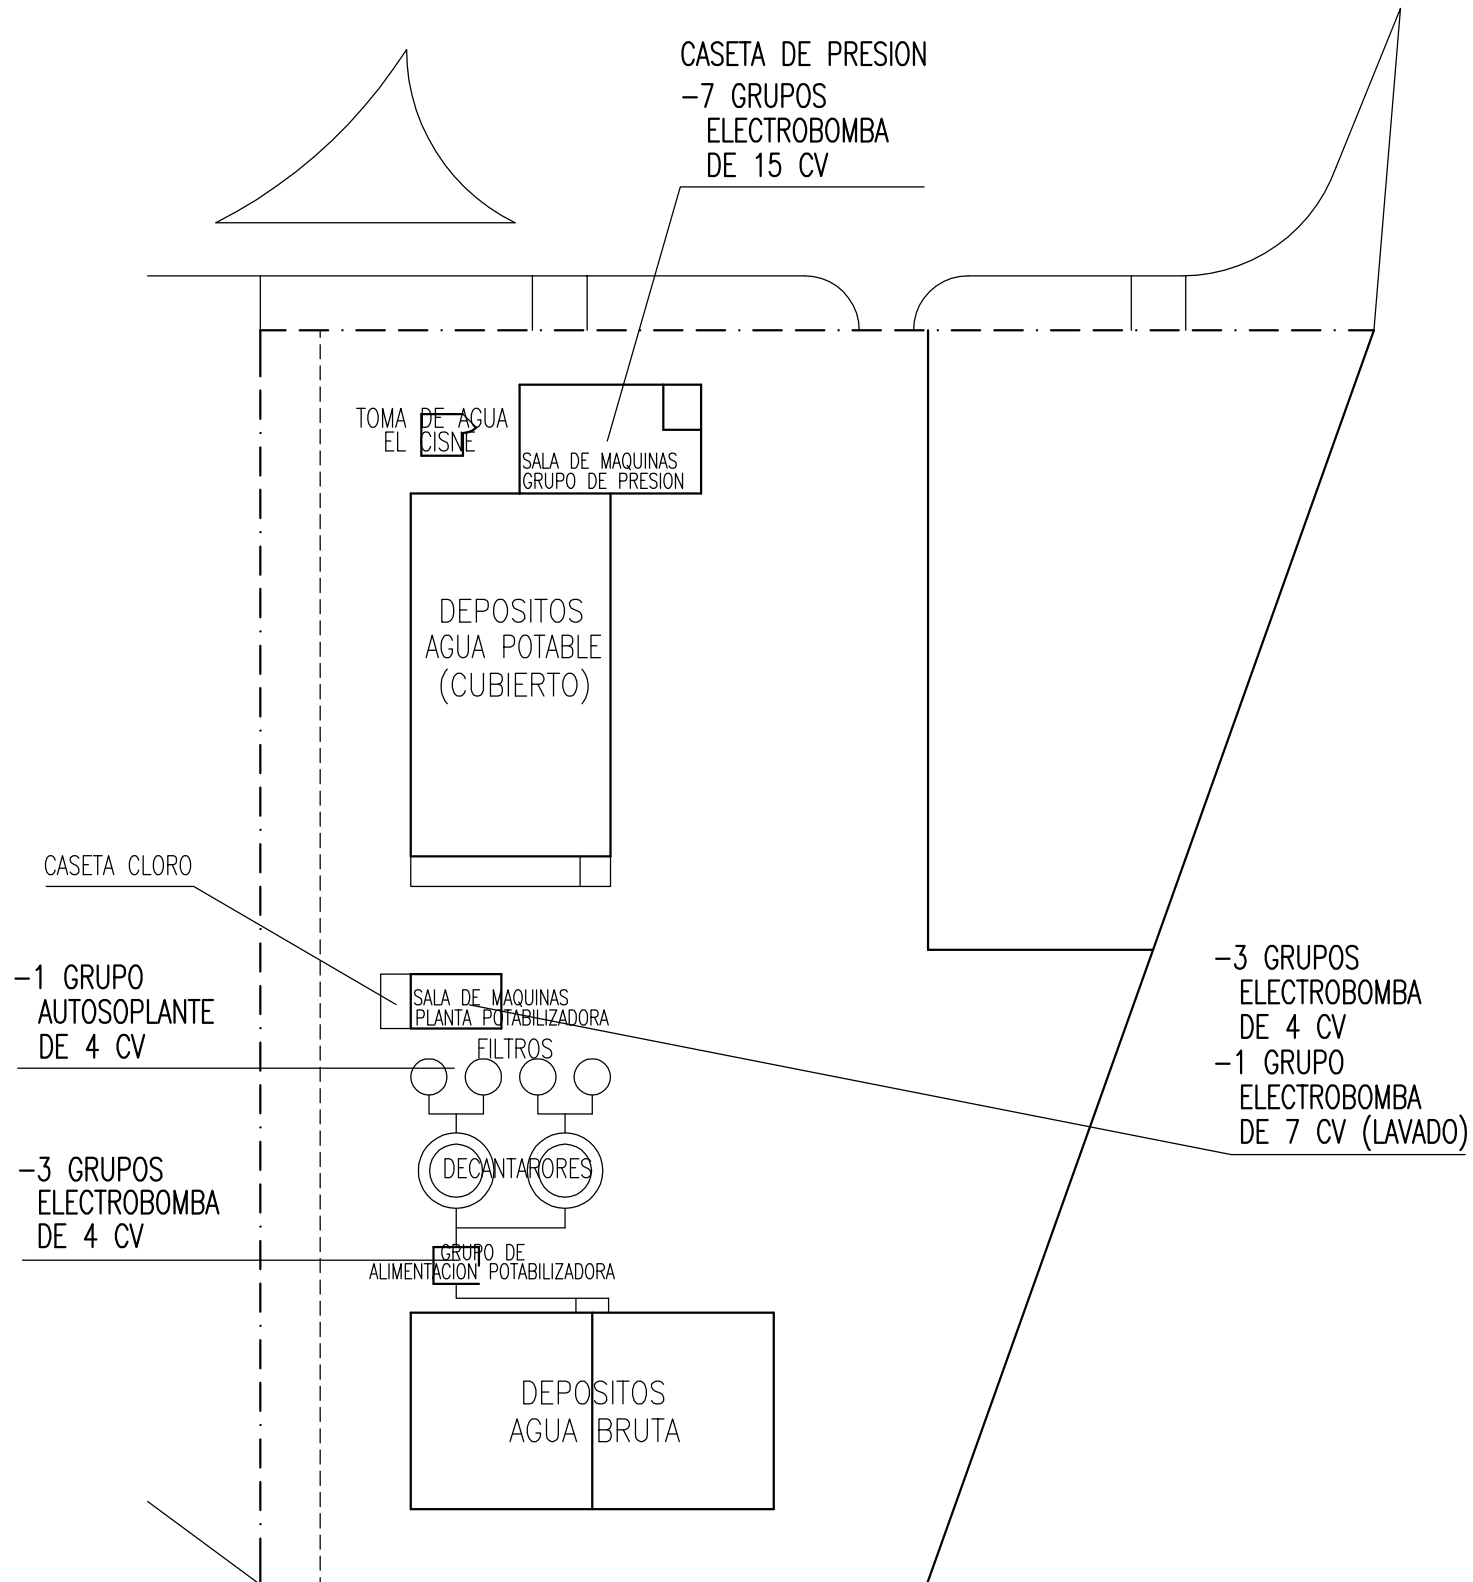 CASETA DE PRESION
-7 GRUPOS
ELECTROBOMBA
DE 15 CV
TOMA DE AGUA
EL CISNE
SALA DE MAQUINAS
GRUPO DE PRESION
DEPOSITOS
AGUA POTABLE
(CUBIERTO)
CASETA CLORO
-1 GRUPO
AUTOSOPLANTE
DE 4 CV
SALA DE MAQUINAS
PLANTA POTABILIZADORA
FILTROS
-3 GRUPOS
ELECTROBOMBA
DE 4 CV
-1 GRUPO
ELECTROBOMBA
DE 7 CV (LAVADO)
DECANTARORES
-3 GRUPOS
ELECTROBOMBA
DE 4 CV
GRUPO DE
ALIMENTACION POTABILIZADORA
DEPOSITOS
AGUA BRUTA